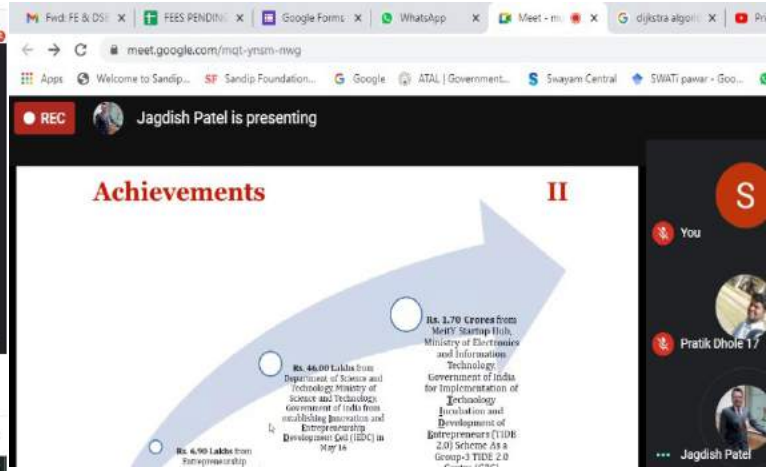 Fwd: FE & DSE
FEES PENDING
Google Forms
WhatsApp
Meet - m
dijkstra algori
Pri
meet.google.com/mqt-ynsm-nwg
Apps
Welcome to Sandip...
SF Sandip Foundation...
G Google
ATAL | Government...
S Swayam Central
SWATi pawar - Goo...
REC
Jagdish Patel is presenting
Achievements II
S
You
Pratik Dhole 17
Jagdish Patel
Rs. 1.70 Crores from
MeitY Startup Hub,
Ministry of Electronics
and Information
Technology,
Government of India
for Implementation of
Technology
Incubation and
Development of
Entrepreneurs (TIDE
2.0) Scheme As a
Group-3 TIDE 2.0
Rs. 46.00 Lakhs from
Department of Science and
Technology, Ministry of
Science and Technology,
Government of India from
establishing Innovation and
Entrepreneurship
Development Cell (IEDC) in
May 16
Rs. 6.90 Lakhs from
Entrepreneurship